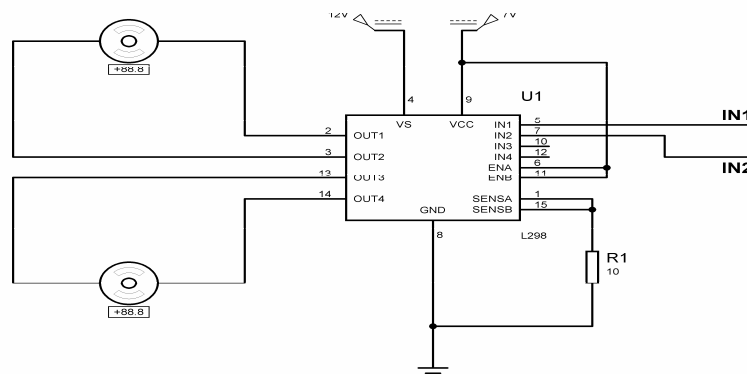 12V
7V
+88.8
4
9
U1
VS
VCC
IN1
5
IN1
2
OUT1
IN2
7
3
OUT2
IN3
10
IN4
12
IN2
ENA
6
13
OUT3
ENB
11
14
OUT4
SENSA
1
GND
SENSB
15
8
L298
R1
10
+88.8